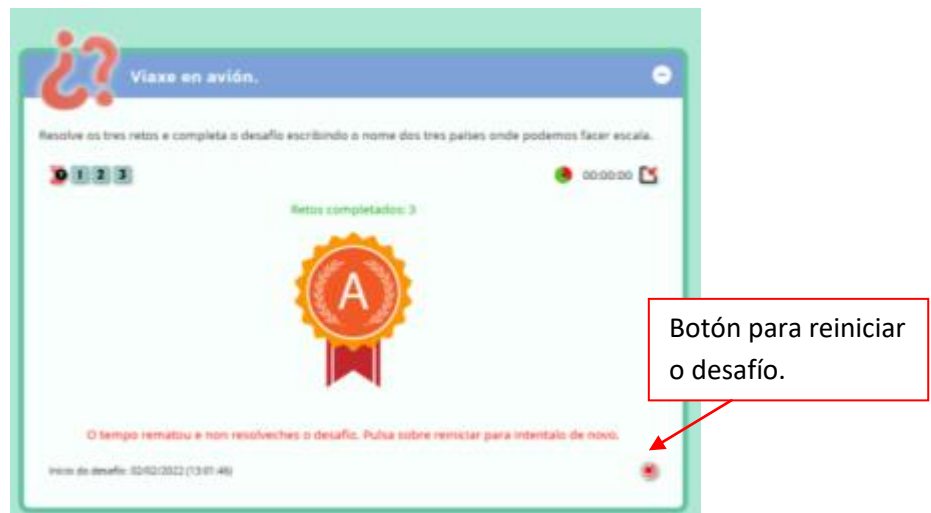 ¿?
Viaxe en avión.
Resolve os tres retos e completa o desafío escribindo o nome dos tres países onde podemos facer escala.
1 2 3
00:00:00
Retos completados: 3
A
Botón para reiniciar
o desafío.
O tempo rematou e non resolveches o desafío. Pulsa sobre reiniciar para intentalo de novo.
Inicio do desafío: 02/02/2022 (13:01:46)